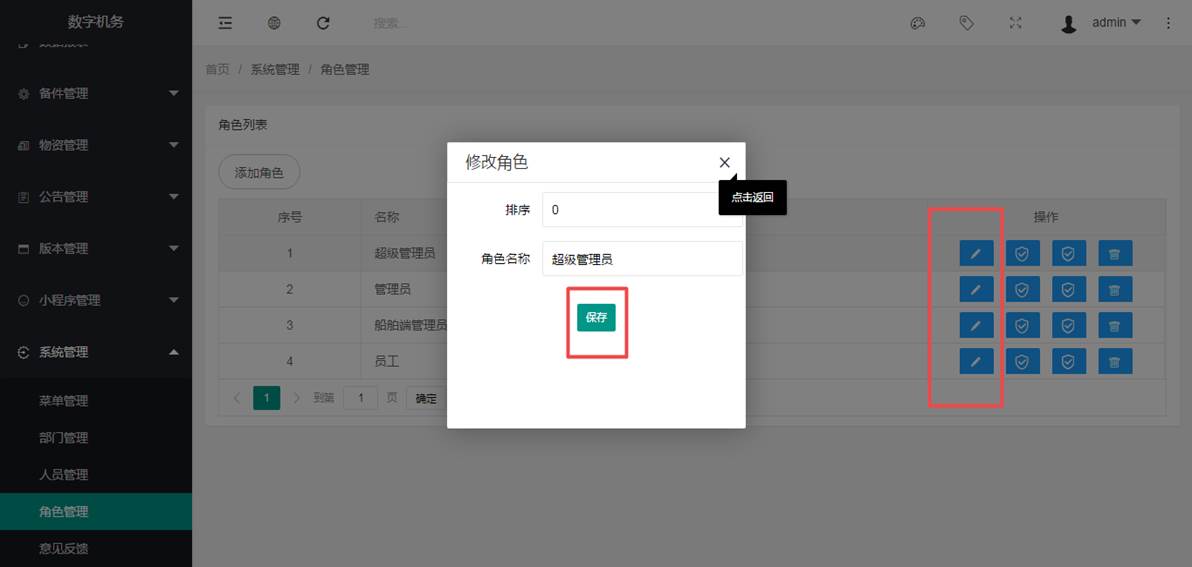 数字机务
搜索...
admin
首页 / 系统管理 / 角色管理
备件管理
物资管理
公告管理
版本管理
小程序管理
系统管理
菜单管理
部门管理
人员管理
角色管理
意见反馈
角色列表
添加角色
序号 名称 操作
1 超级管理员
2 管理员
3 船舶端管理员
4 员工
1 到第 1 页 确定
修改角色
点击返回
排序 0
角色名称 超级管理员
保存